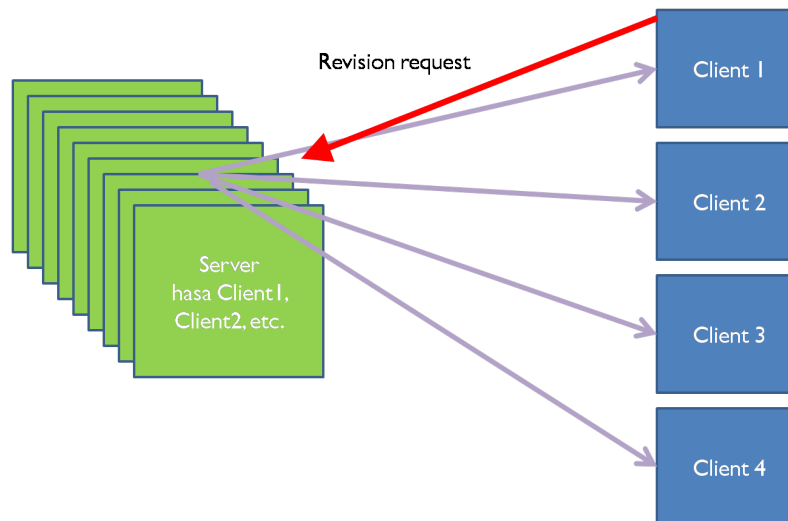 Revision request
Client 1
Client 2
Server
hasa Client1,
Client2, etc.
Client 3
Client 4